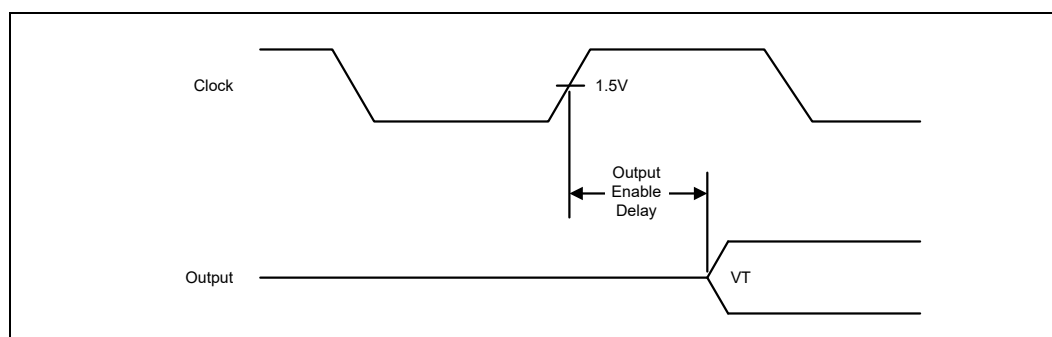 Clock
1.5V
Output
Enable
Delay
Output
VT